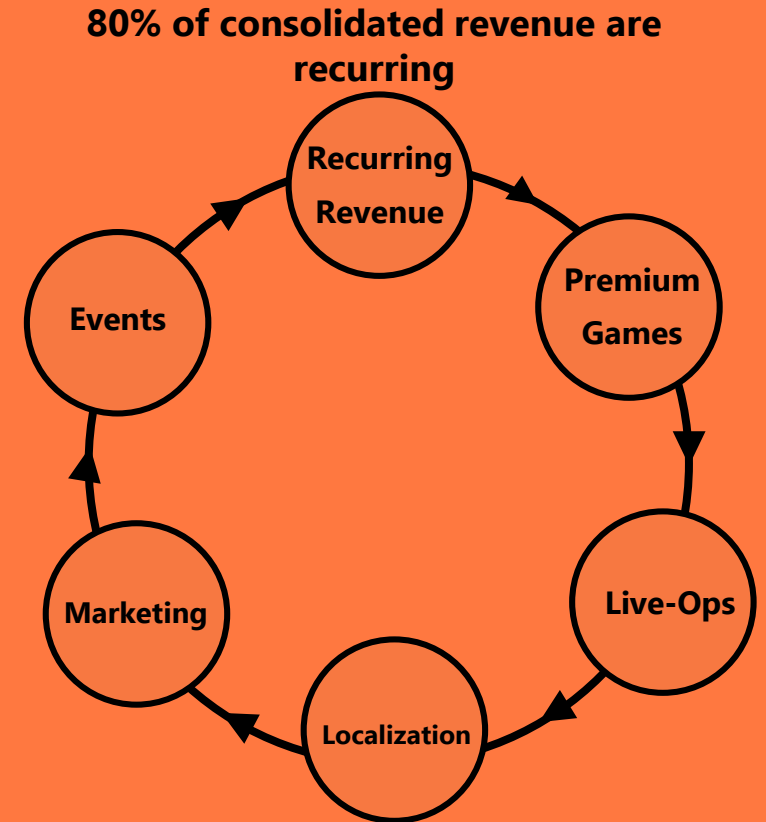 80% of consolidated revenue are
recurring
Recurring
Revenue
Premium
Games
Live-Ops
Localization
Marketing
Events